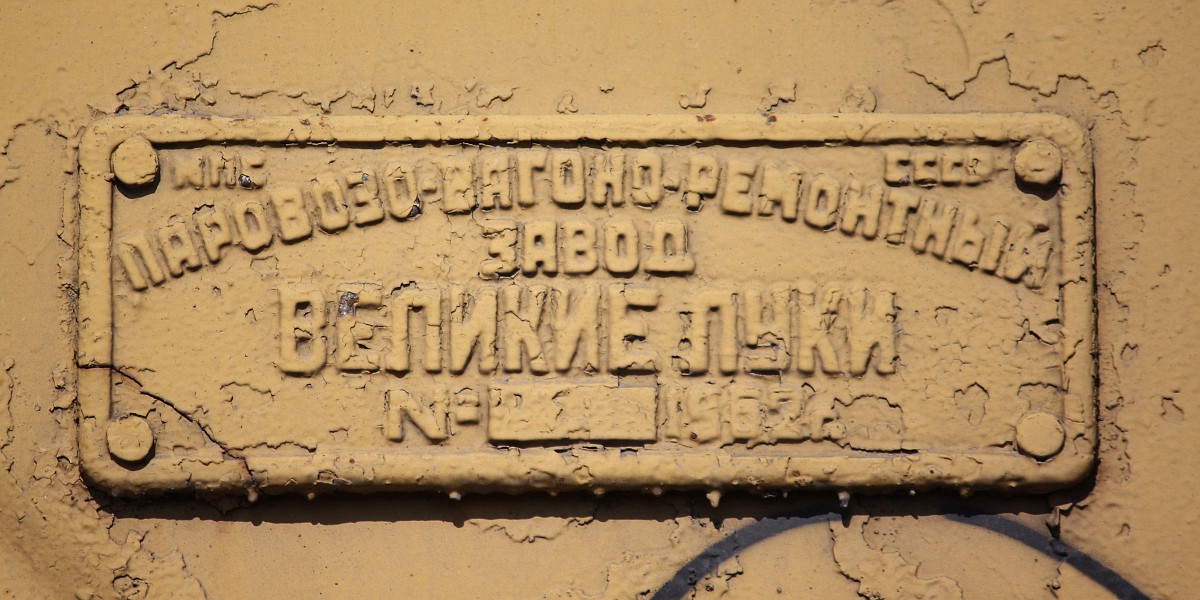 МПС СССР
ПАРОВОЗО-ВАГОНО-РЕМОНТНЫЙ
ЗАВОД
ВЕЛИКИЕ ЛУКИ
№ 1962г